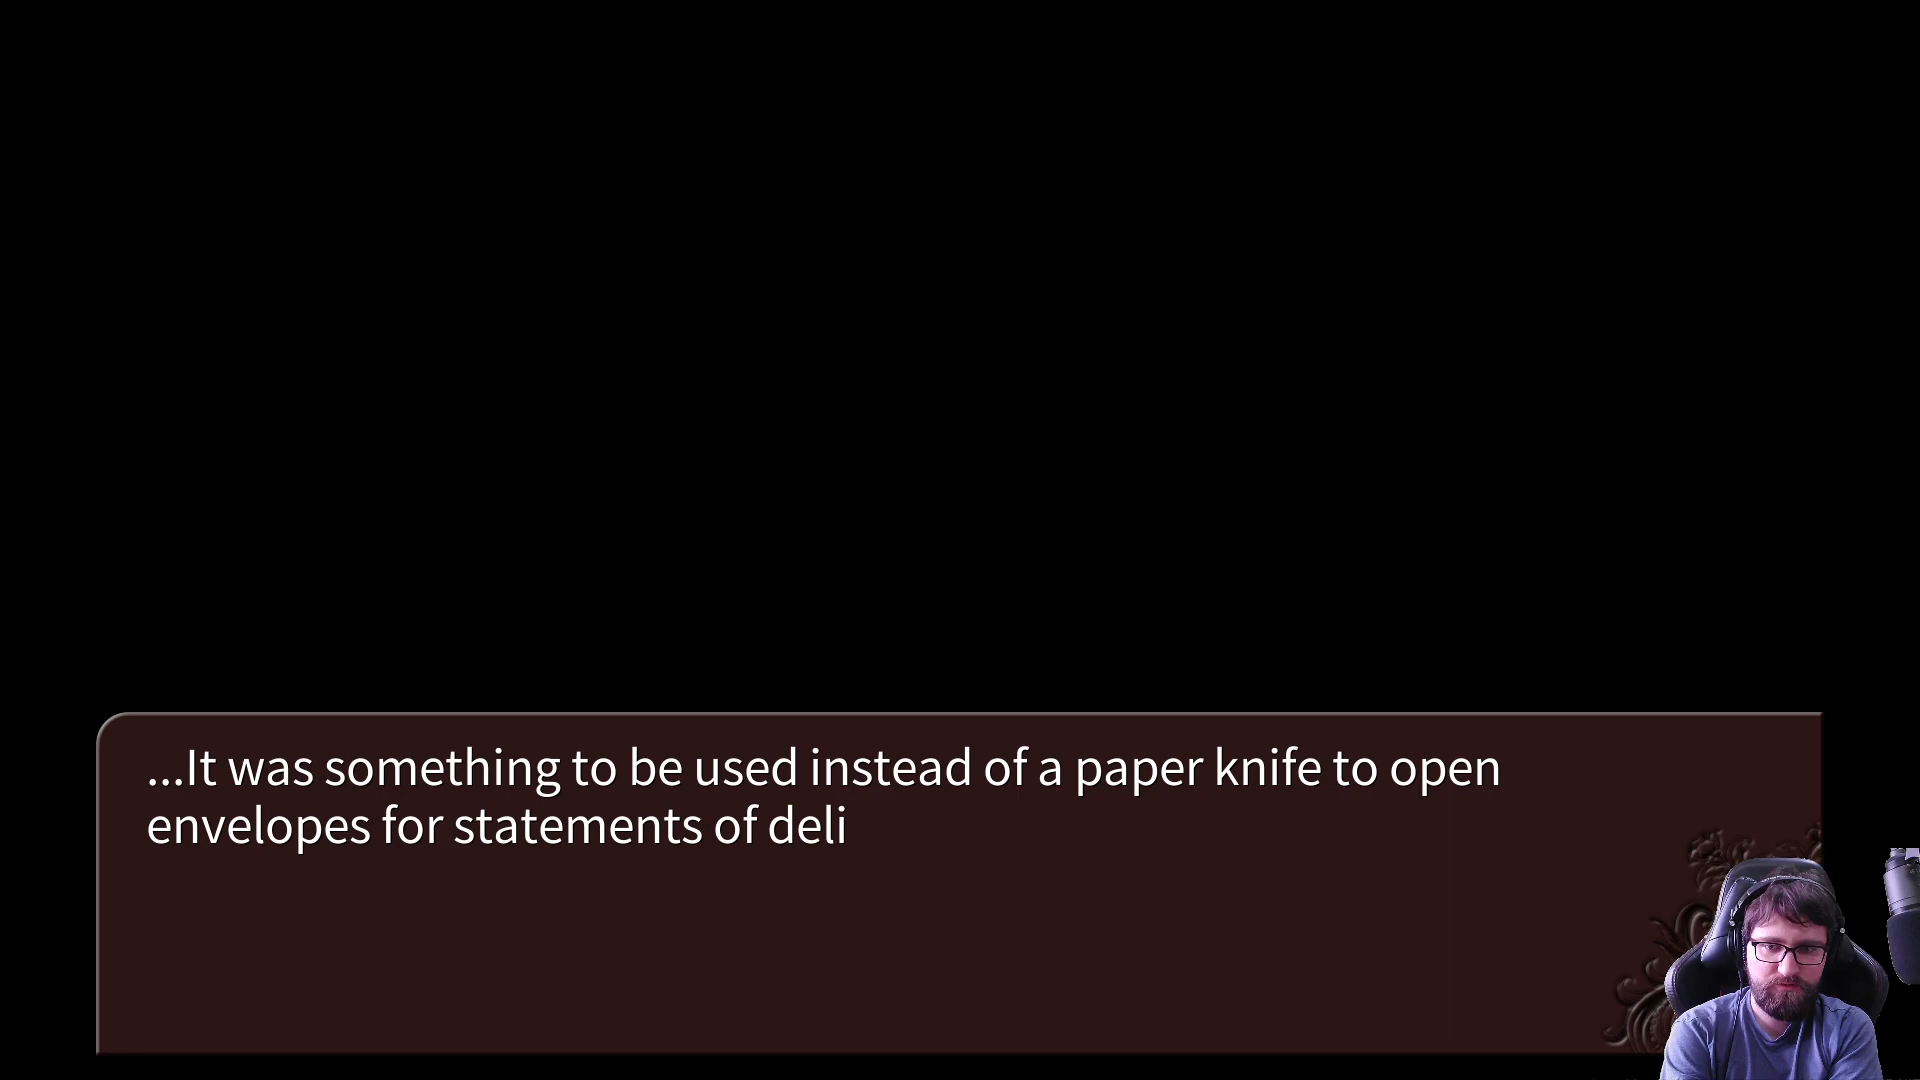 ...It was something to be used instead of a paper knife to open
envelopes for statements of deli